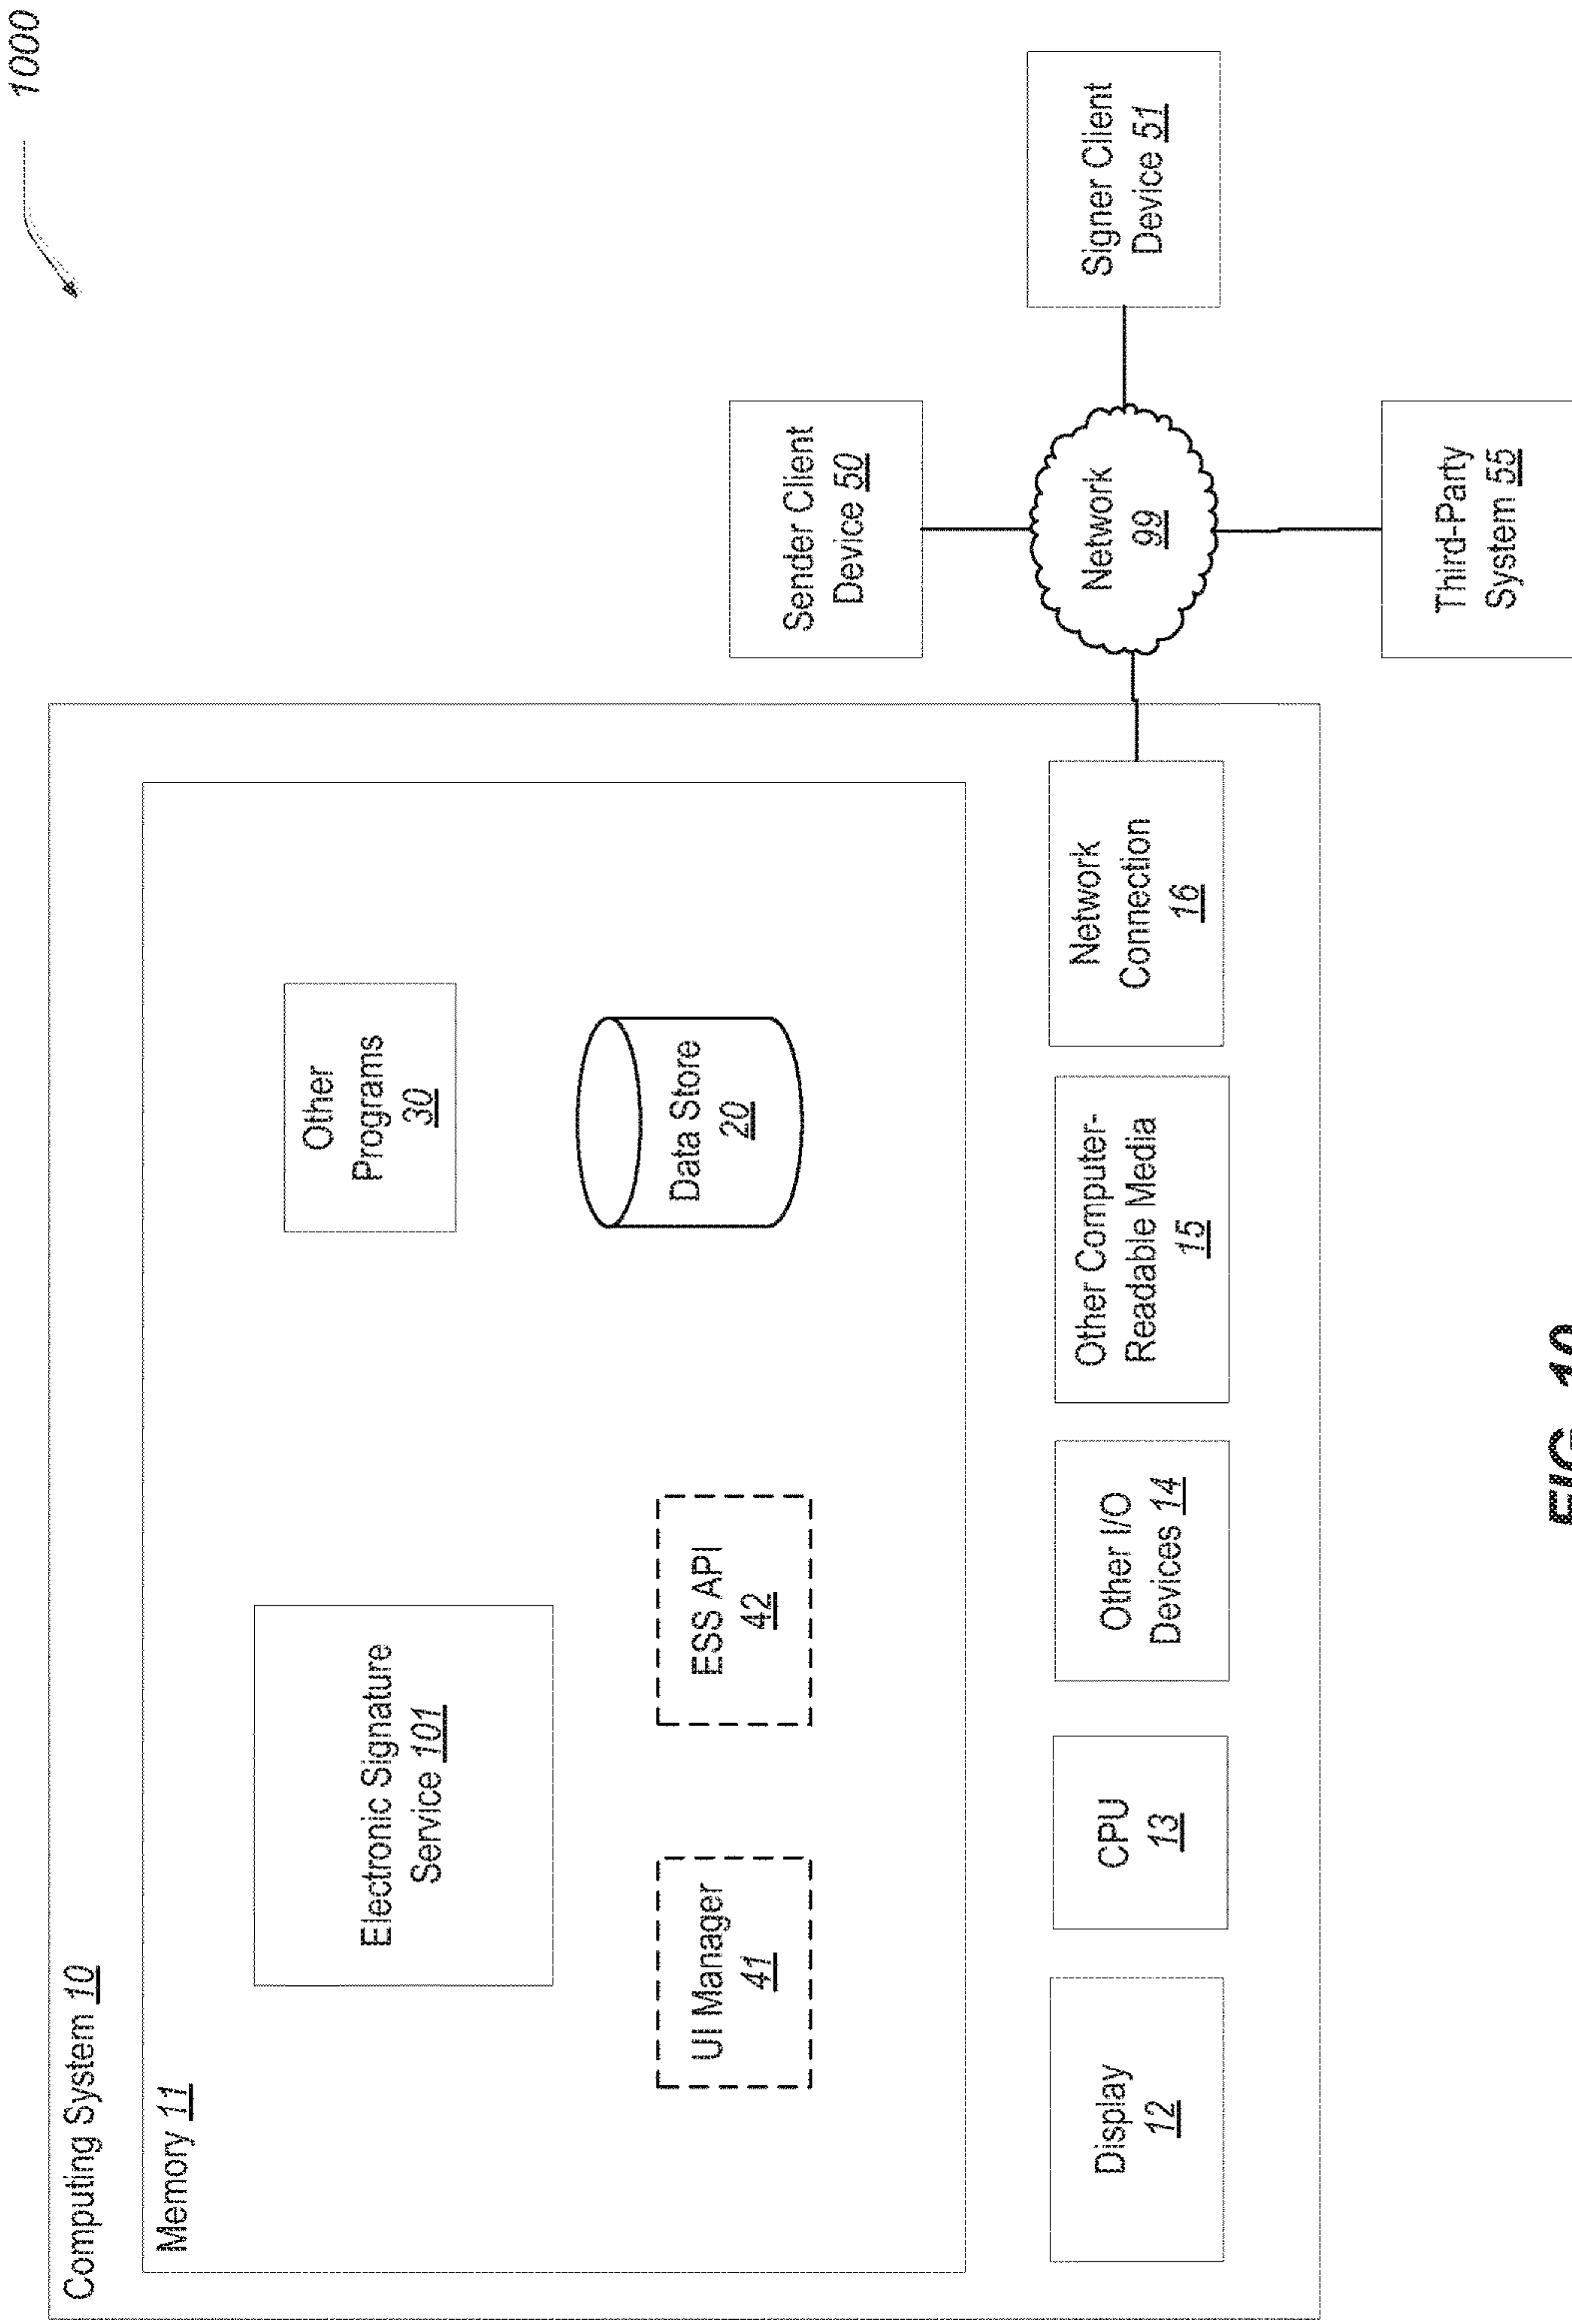 1000
Computing System 10
Memory 11
Electronic Signature
Service 101
Other
Programs
30
UI Manager
41
ESS API
42
Data Store
20
Display
12
CPU
13
Other I/O
Devices 14
Other Computer-
Readable Media
15
Network
Connection
16
Sender Client
Device 50
Network
99
Signer Client
Device 51
Third-Party
System 55
FIG. 10